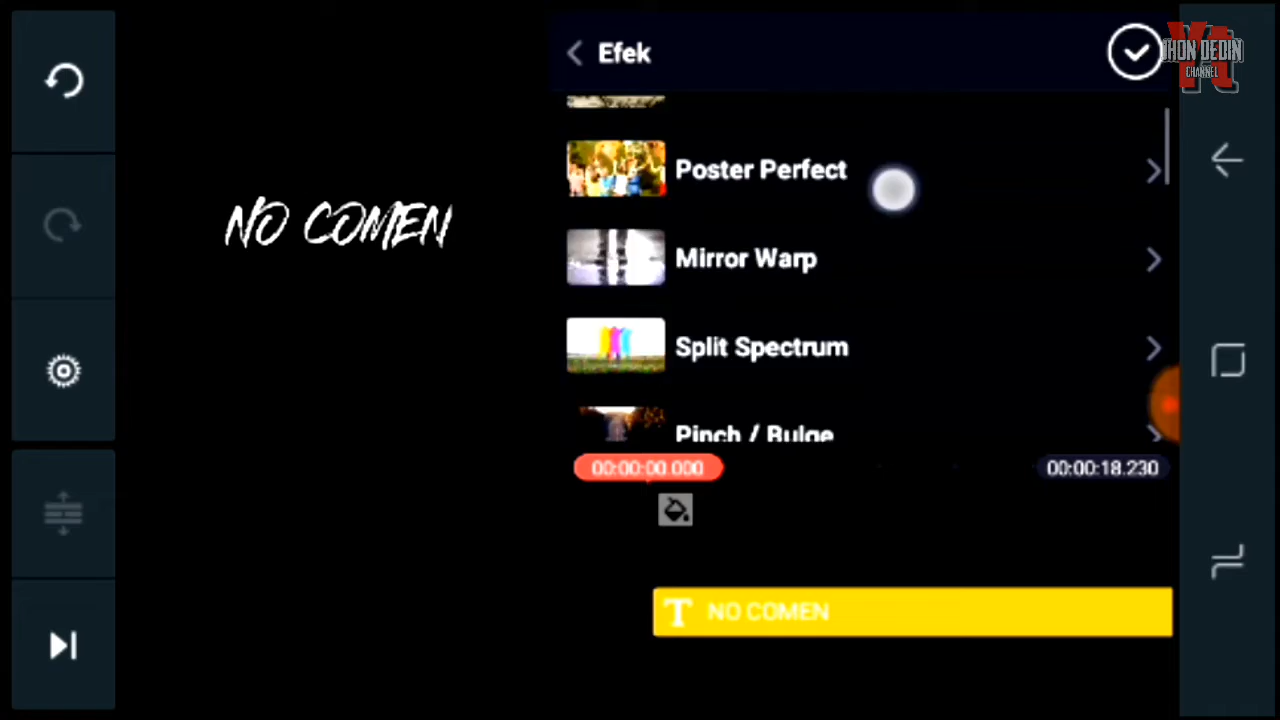 Efek
JHON DEDIN
CHANNEL
Poster Perfect
NO COMEN
Mirror Warp
Split Spectrum
Pinch / Bulge
00:00:00.000
00:00:18.230
T NO COMEN